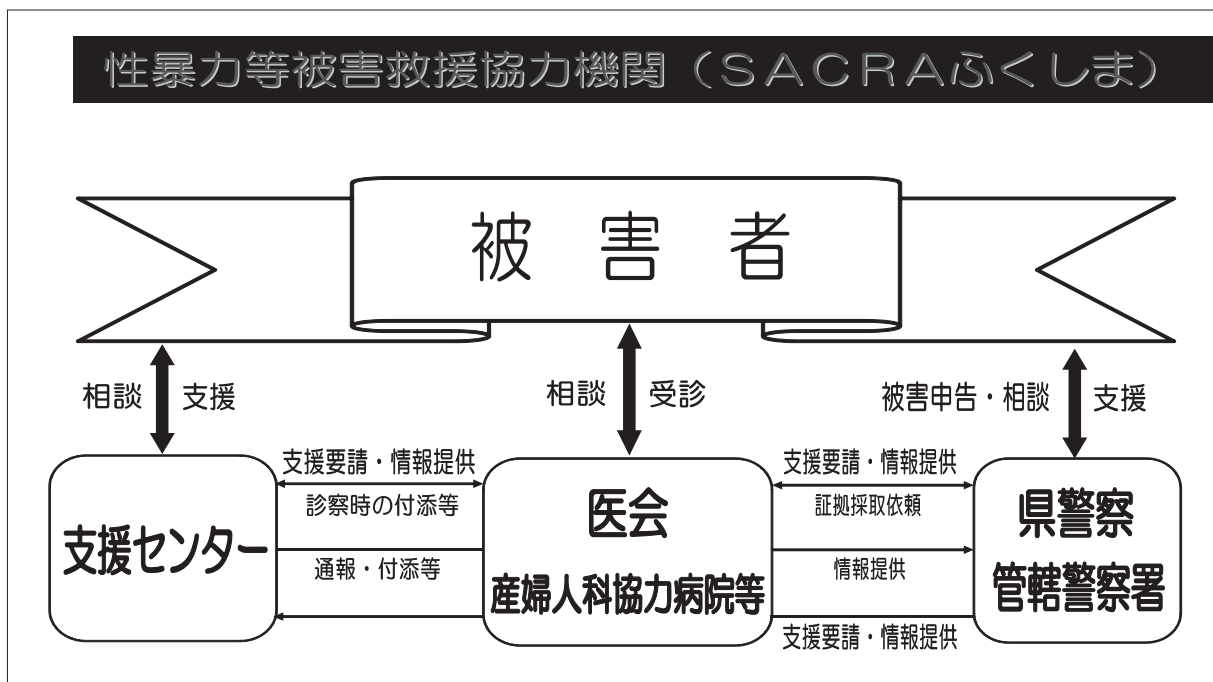 性暴力等被害救援協力機関（ＳＡＣＲＡふくしま）
被害者
相談
支援
相談
受診
被害申告・相談
支援
支援要請・情報提供
診察時の付添等
通報・付添等
支援要請・情報提供
証拠採取依頼
情報提供
支援要請・情報提供
支援センター
医会
産婦人科協力病院等
県警察
管轄警察署